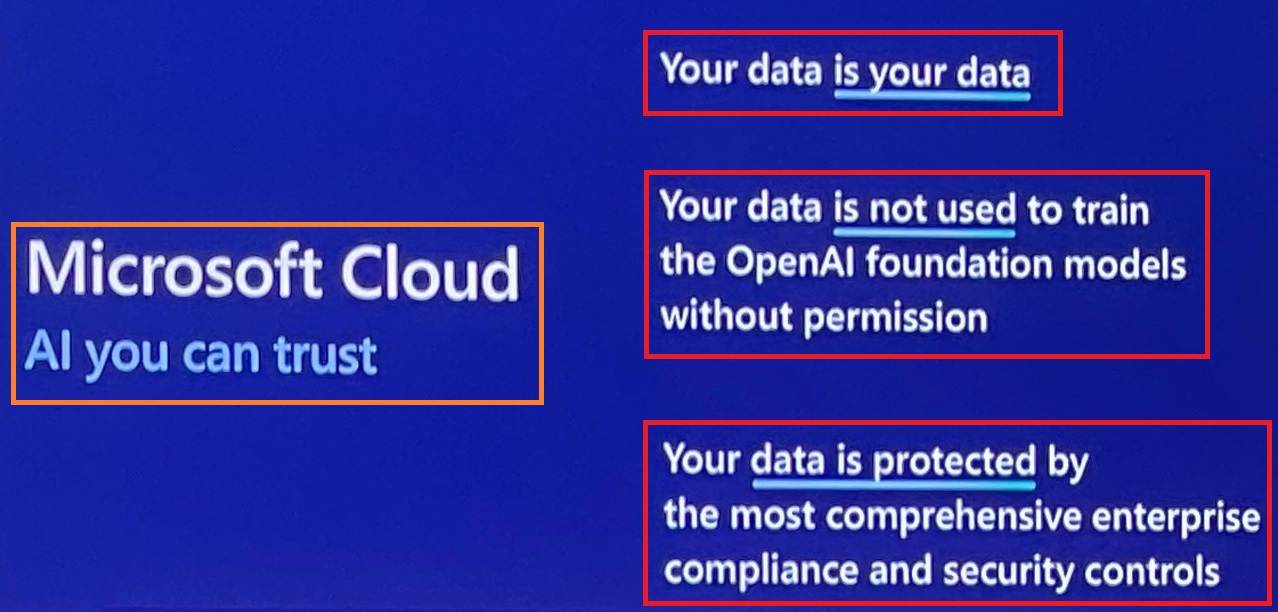 Microsoft Cloud
AI you can trust
Your data is your data
Your data is not used to train
the OpenAI foundation models
without permission
Your data is protected by
the most comprehensive enterprise
compliance and security controls